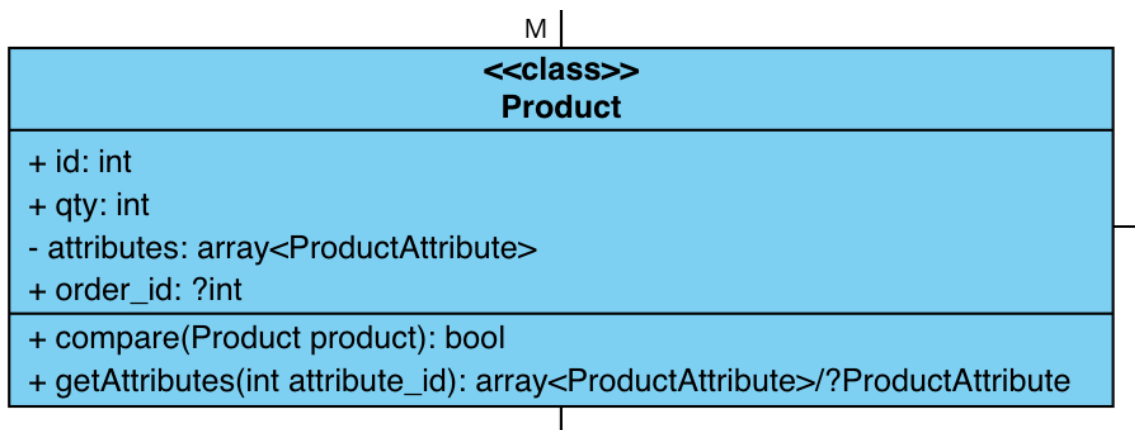 M
<<class>>
Product
+ id: int
+ qty: int
- attributes: array<ProductAttribute>
+ order_id: ?int
+ compare(Product product): bool
+ getAttributes(int attribute_id): array<ProductAttribute>/?ProductAttribute